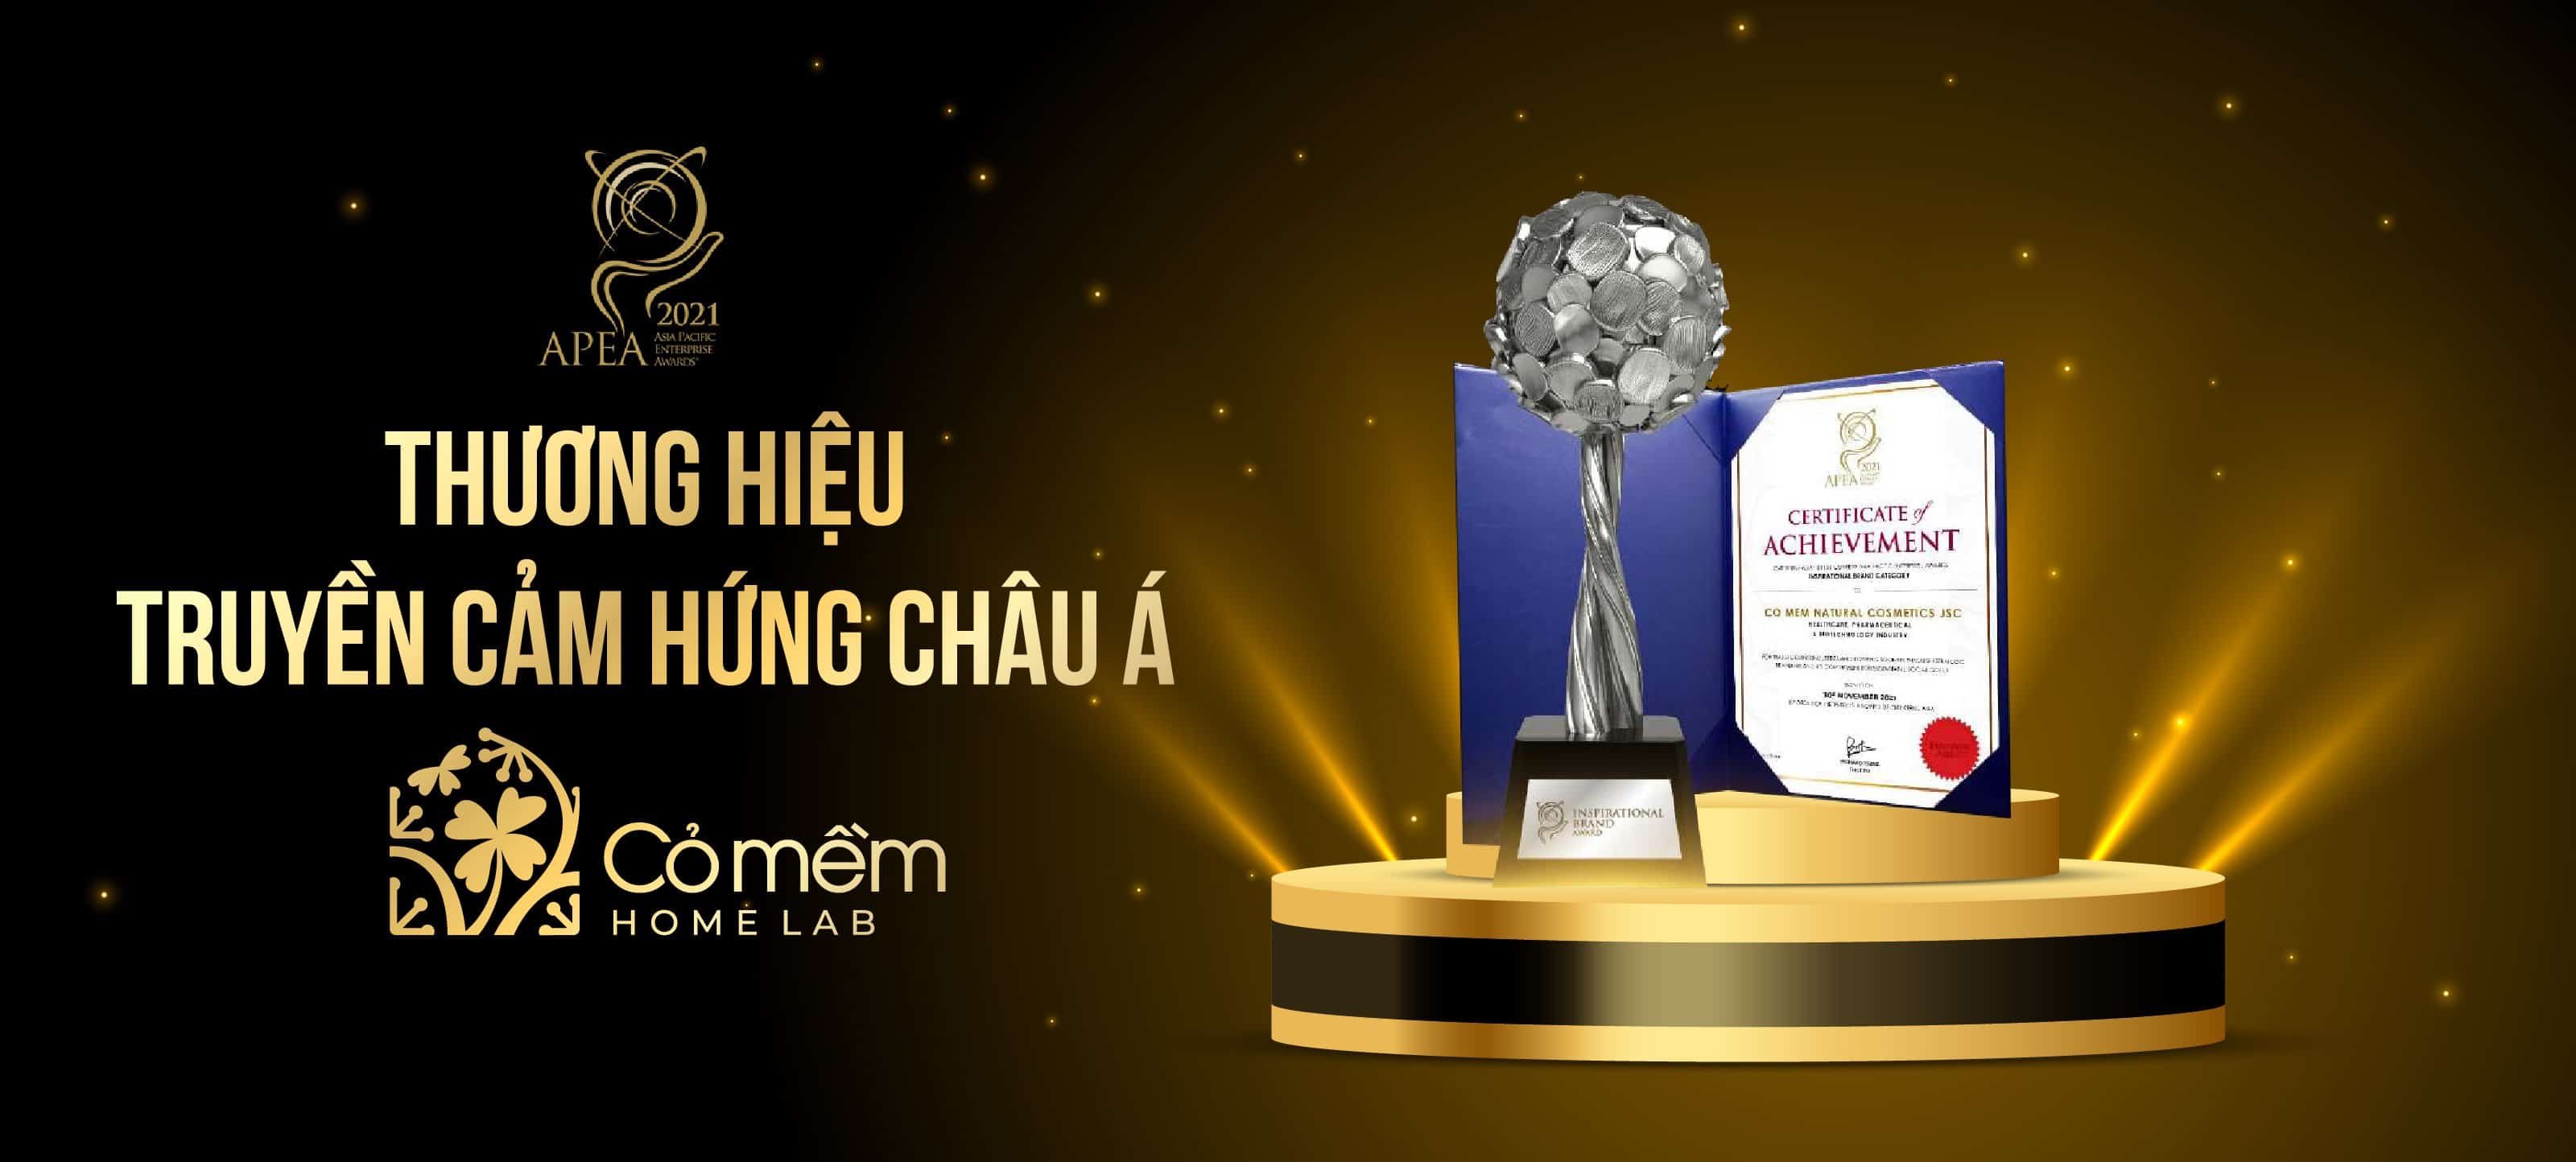 2021
APEA
ASIA PACIFIC
ENTERPRISE
AWARDS
THƯƠNG HIỆU
TRUYỀN CẢM HỨNG CHÂU Á
Cỏ mềm
HOME LAB
2021
APEA
CERTIFICATE of
ACHIEVEMENT
INSPIRATIONAL BRAND CATEGORY
TO
CO MEM NATURAL COSMETICS JSC
HEALTHCARE, PHARMACEUTICAL
& BIOTECHNOLOGY INDUSTRY
NOVEMBER 2021
INSPIRATIONAL
BRAND
AWARD